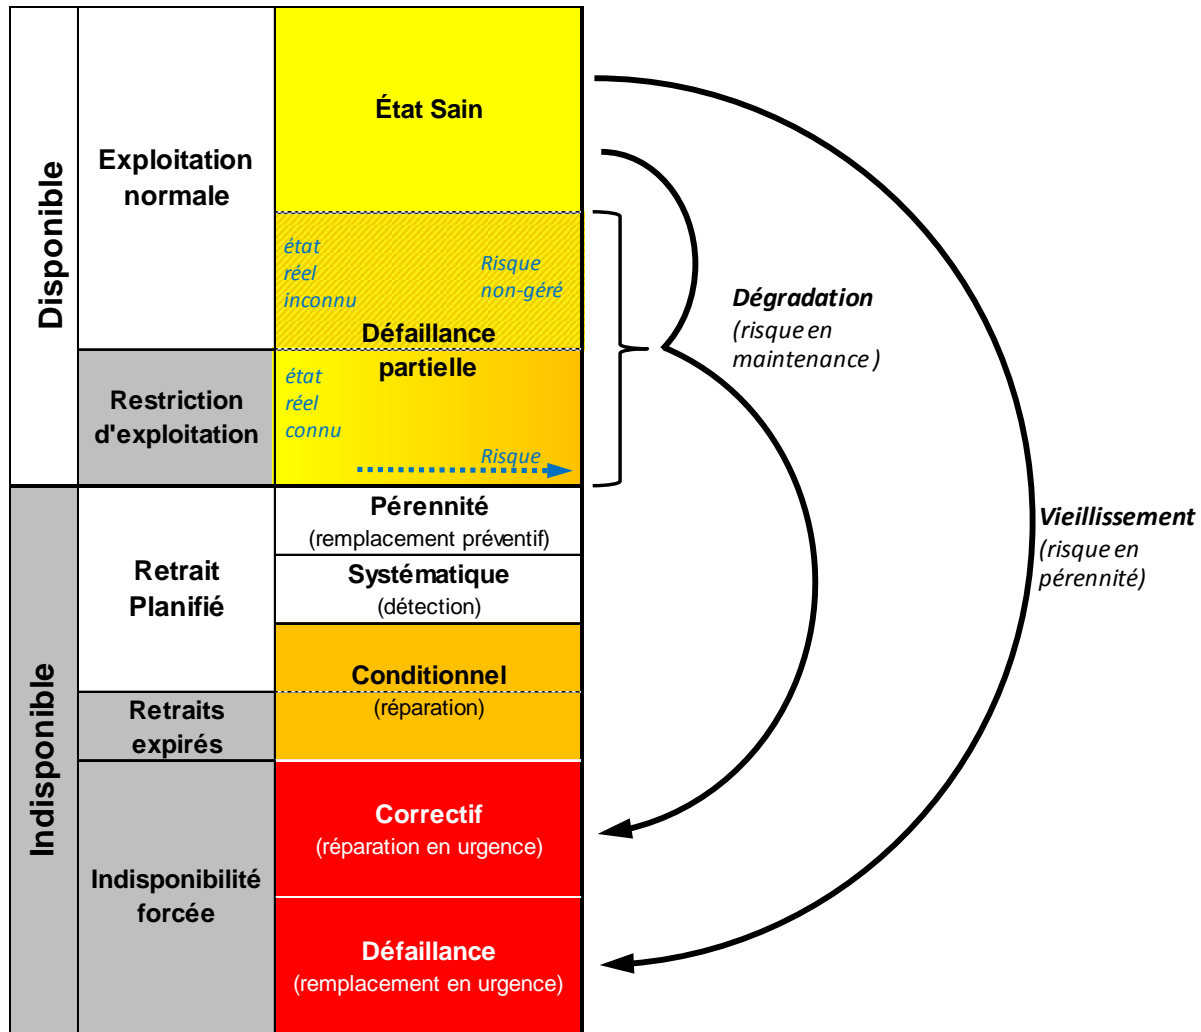 Disponible
Exploitation
normale
État Sain
état
réel
inconnu
Risque
non-géré
Défaillance
partielle
Restriction
d'exploitation
état
réel
connu
Risque
Dégradation
(risque en
maintenance )
Vieillissement
(risque en
pérennité)
Indisponible
Retrait
Planifié
Pérennité
(remplacement préventif)
Systématique
(détection)
Conditionnel
(réparation)
Retraits
expirés
Indisponibilité
forcée
Correctif
(réparation en urgence)
Défaillance
(remplacement en urgence)